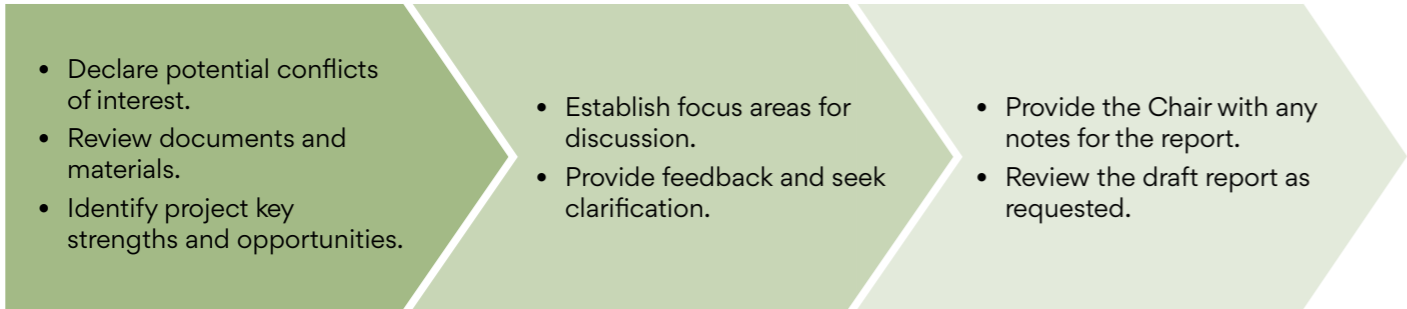 • Declare potential conflicts
of interest.
• Review documents and
materials.
• Identify project key
strengths and opportunities.
• Establish focus areas for
discussion.
• Provide feedback and seek
clarification.
• Provide the Chair with any
notes for the report.
• Review the draft report as
requested.